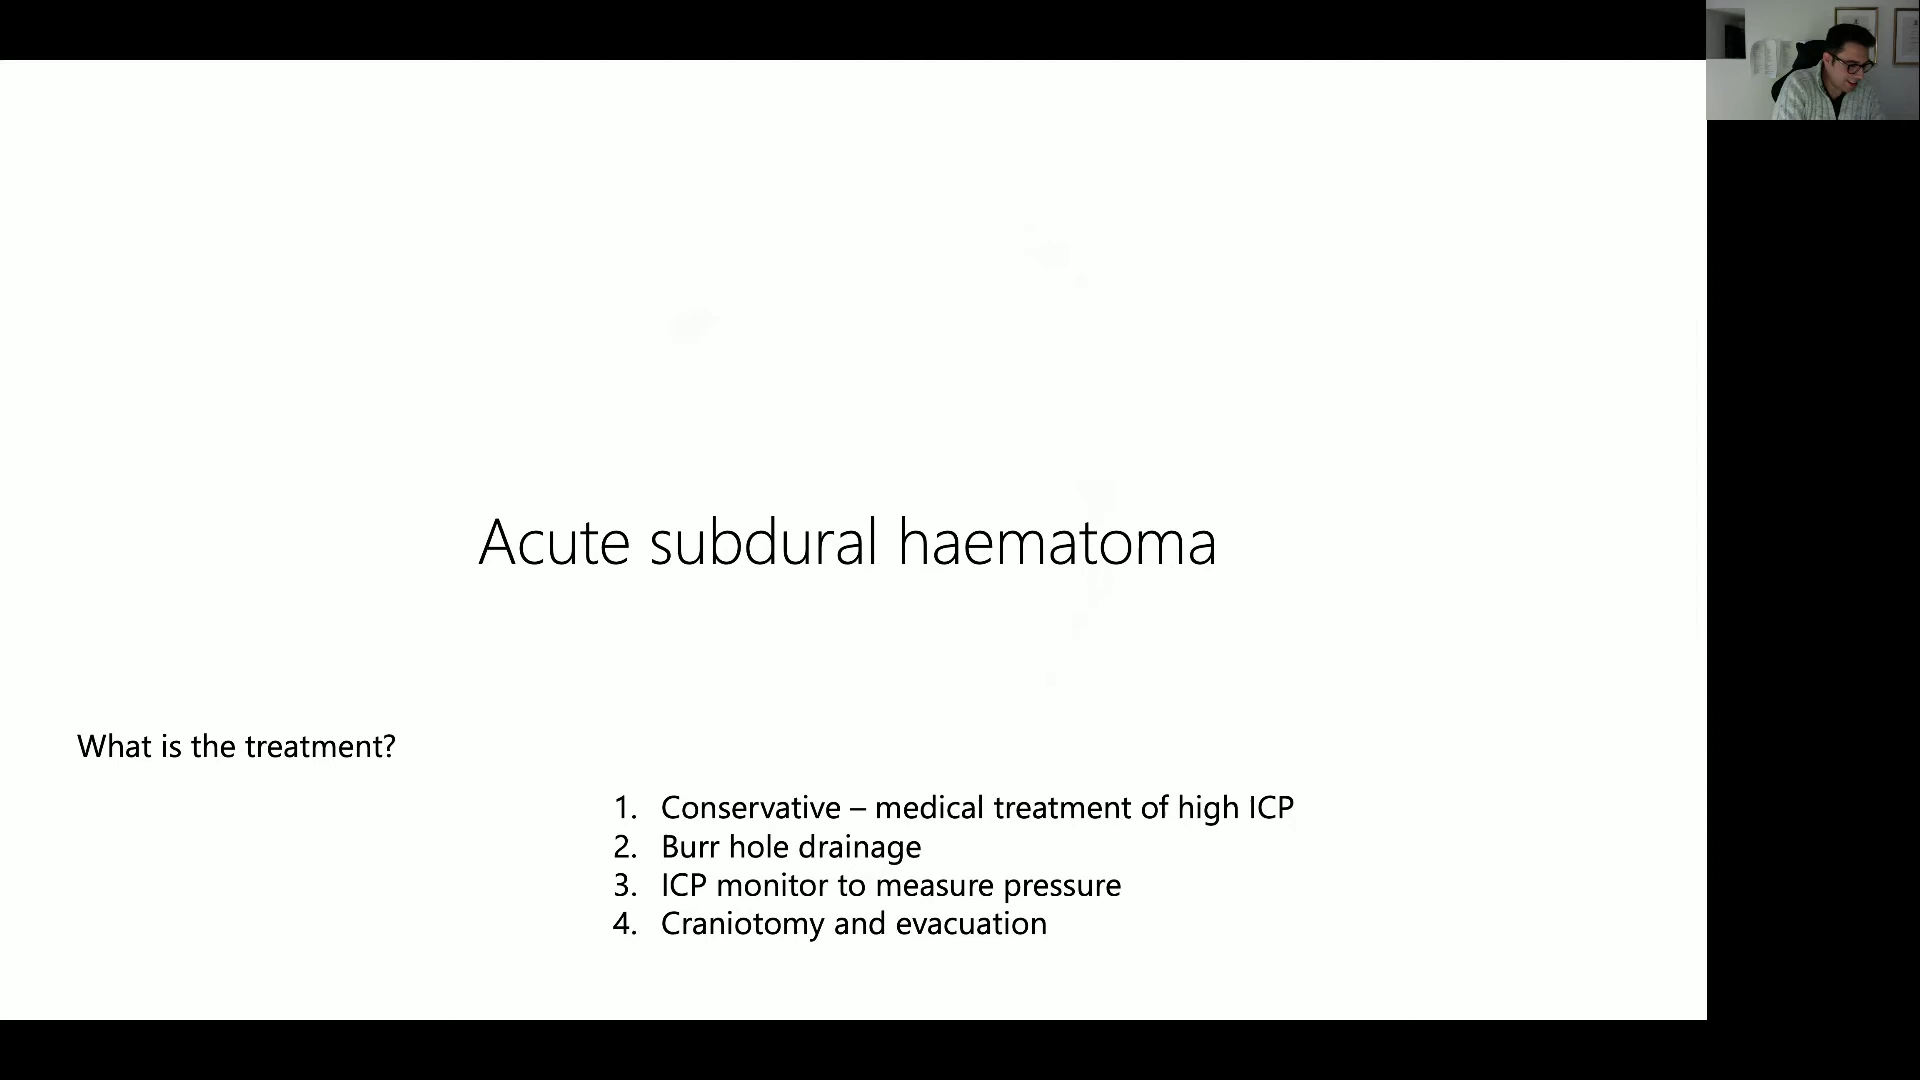 Acute subdural haematoma
What is the treatment?
1. Conservative – medical treatment of high ICP
2. Burr hole drainage
3. ICP monitor to measure pressure
4. Craniotomy and evacuation